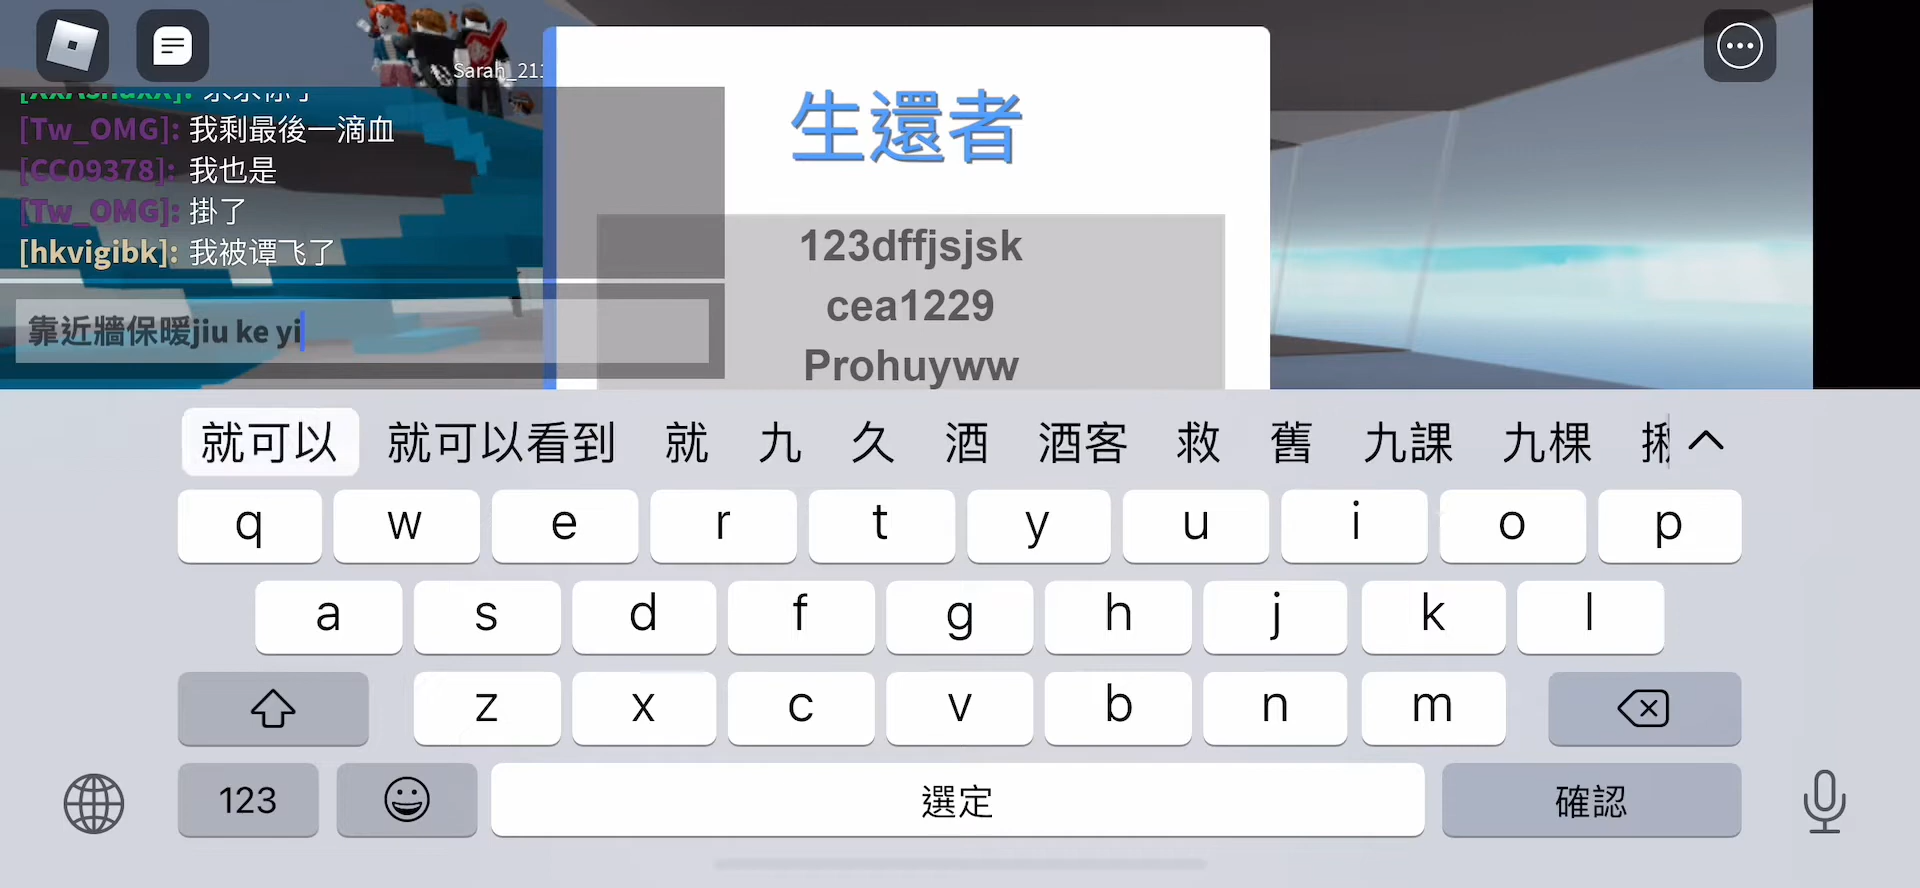 Sarah_211
[Tw_OMG]: 我剩最後一滴血
[CC09378]: 我也是
[Tw_OMG]: 掛了
[hkvigibk]: 我被谭飞了
靠近牆保暖jiu ke yi
生還者
123dffjsjsk
cea1229
Prohuyww
就可以 就可以看到 就 九 久 酒 酒客 救 舊 九課 九棵
q w e r t y u i o p
a s d f g h j k l
z x c v b n m
123 選定 確認